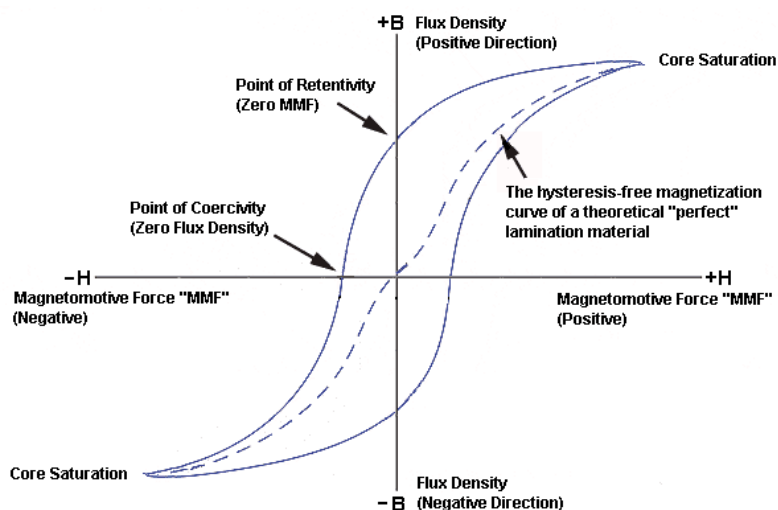 +B
Flux Density
(Positive Direction)
Core Saturation
Point of Retentivity
(Zero MMF)
The hysteresis-free magnetization
curve of a theoretical "perfect"
lamination material
Point of Coercivity
(Zero Flux Density)
-H
+H
Magnetomotive Force "MMF"
(Negative)
Magnetomotive Force "MMF"
(Positive)
Core Saturation
Flux Density
(Negative Direction)
-B